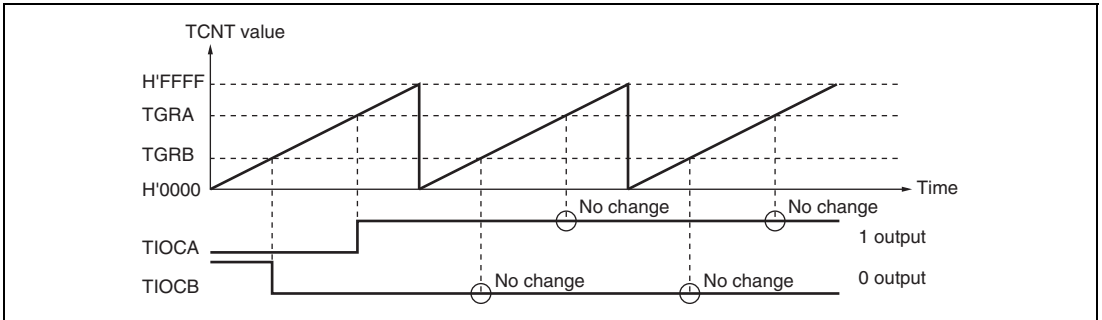 TCNT value
H'FFFF
TGRA
TGRB
H'0000
Time
No change
No change
1 output
TIOCA
No change
No change
0 output
TIOCB